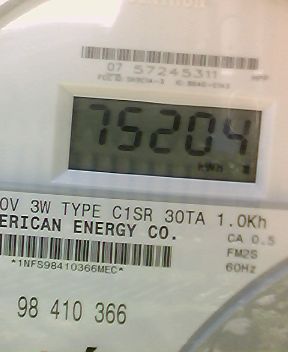 07 57245311
75204
KWH
0V 3W TYPE C1SR 30TA 1.0Kh
ERICAN ENERGY CO.
CA 0.5
FM2S
60Hz
*1NFS98410366MEC*
98 410 366